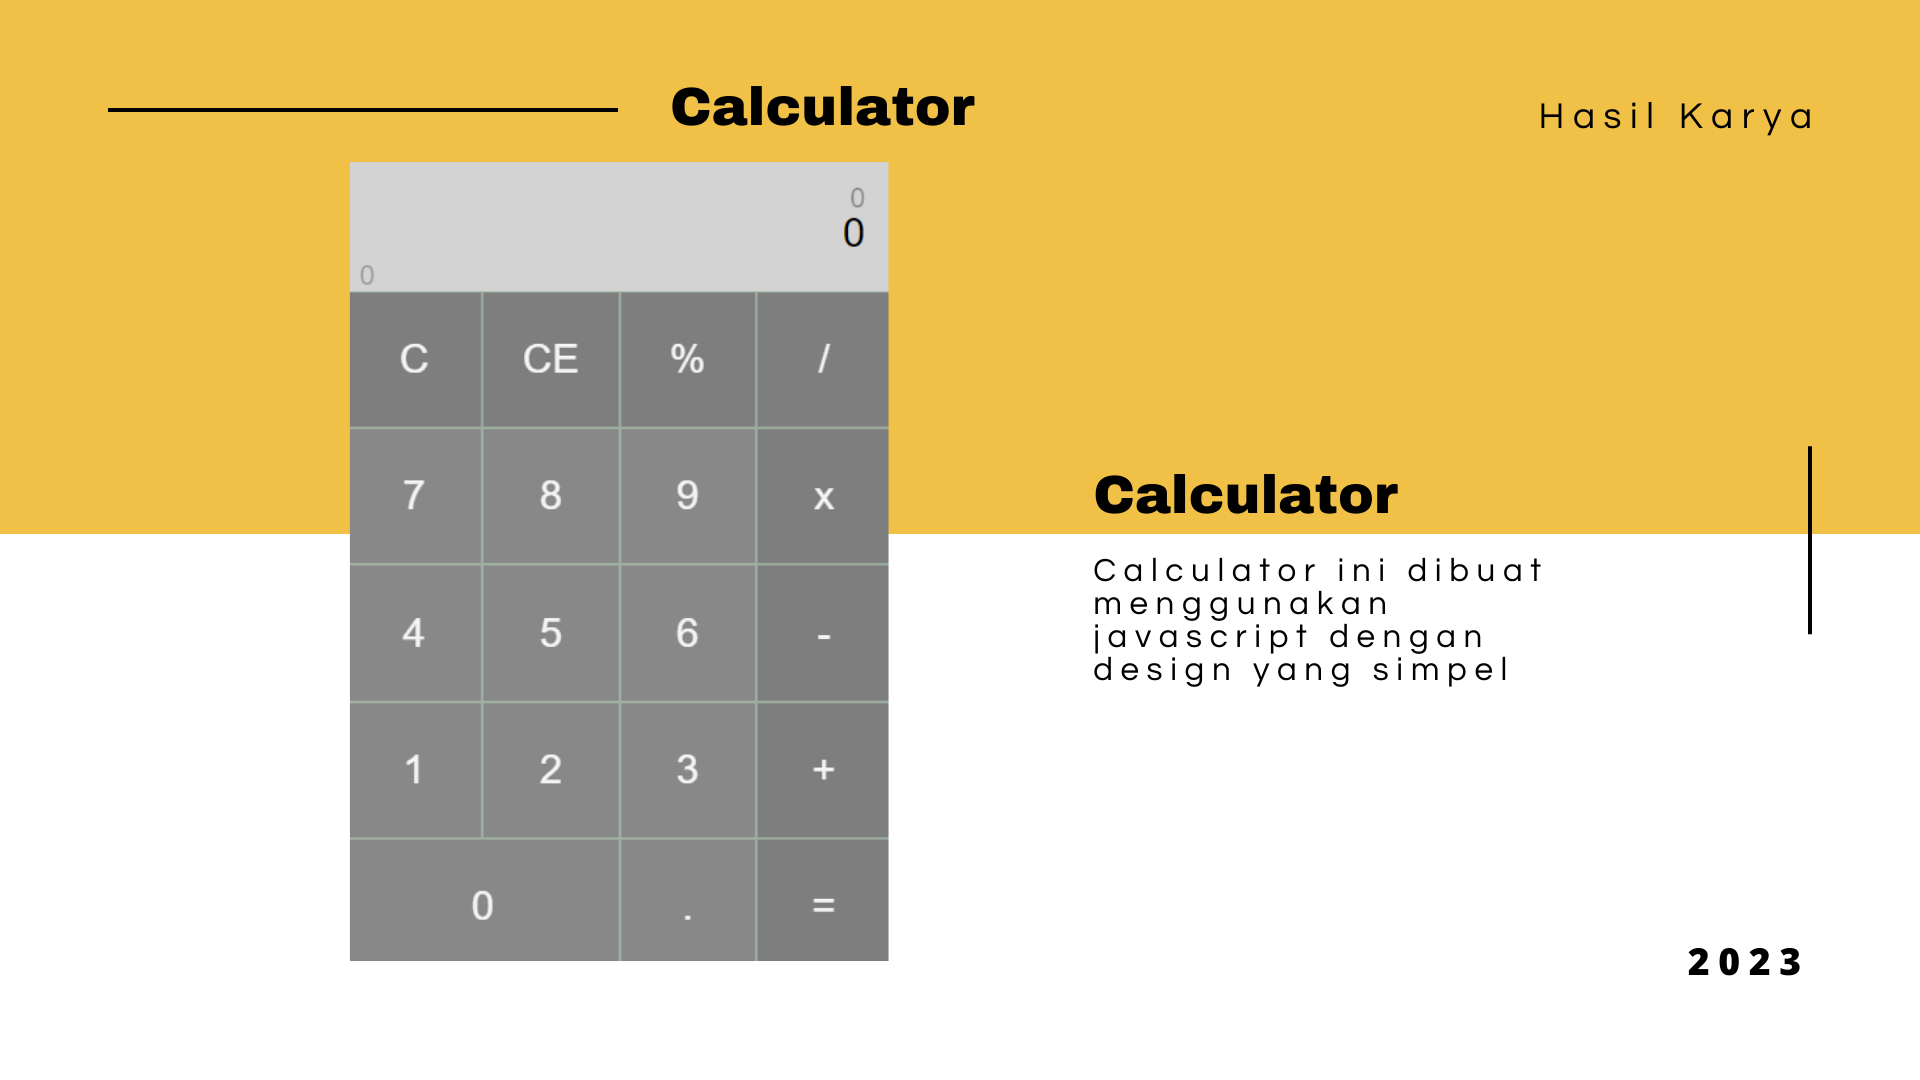 Calculator
Hasil Karya
0
0
0
C CE % /
7 8 9 x
4 5 6 -
1 2 3 +
0 . =
Calculator
Calculator ini dibuat
menggunakan
javascript dengan
design yang simpel
2023